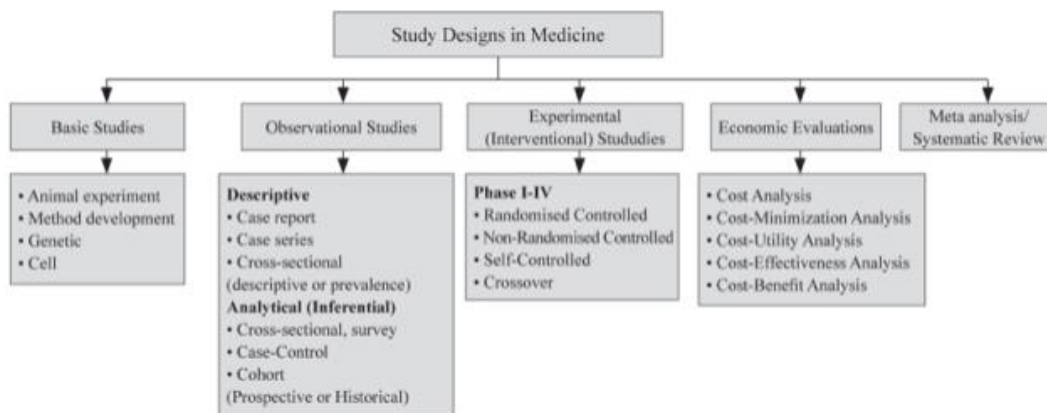 Study Designs in Medicine
Basic Studies
Observational Studies
Experimental
(Interventional) Stududies
Economic Evaluations
Meta analysis/
Systematic Review
• Animal experiment
• Method development
• Genetic
• Cell
Descriptive
• Case report
• Case series
• Cross-sectional
(descriptive or prevalence)
Analytical (Inferential)
• Cross-sectional, survey
• Case-Control
• Cohort
(Prospective or Historical)
Phase I-IV
• Randomised Controlled
• Non-Randomised Controlled
• Self-Controlled
• Crossover
• Cost Analysis
• Cost-Minimization Analysis
• Cost-Utility Analysis
• Cost-Effectiveness Analysis
• Cost-Benefit Analysis